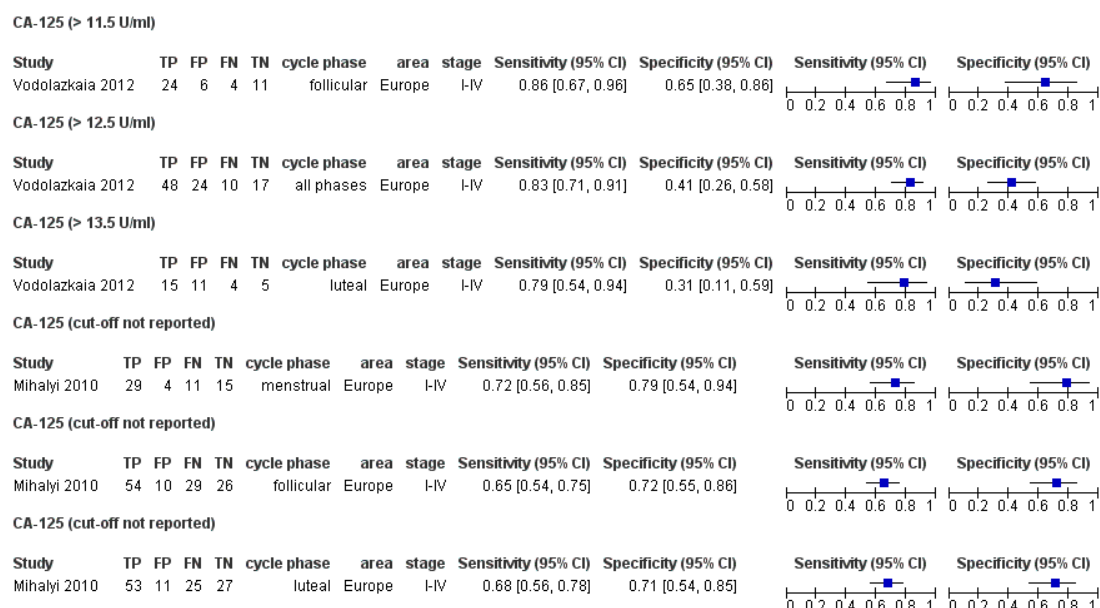 CA-125 (> 11.5 U/ml)
Study TP FP FN TN cycle phase area stage Sensitivity (95% CI) Specificity (95% CI) Sensitivity (95% CI) Specificity (95% CI)
Vodolazkaia 2012 24 6 4 11 follicular Europe I-IV 0.86 [0.67, 0.96] 0.65 [0.38, 0.86]
0 0.2 0.4 0.6 0.8 1 0 0.2 0.4 0.6 0.8 1
CA-125 (> 12.5 U/ml)
Study TP FP FN TN cycle phase area stage Sensitivity (95% CI) Specificity (95% CI) Sensitivity (95% CI) Specificity (95% CI)
Vodolazkaia 2012 48 24 10 17 all phases Europe I-IV 0.83 [0.71, 0.91] 0.41 [0.26, 0.58]
0 0.2 0.4 0.6 0.8 1 0 0.2 0.4 0.6 0.8 1
CA-125 (> 13.5 U/ml)
Study TP FP FN TN cycle phase area stage Sensitivity (95% CI) Specificity (95% CI) Sensitivity (95% CI) Specificity (95% CI)
Vodolazkaia 2012 15 11 4 5 luteal Europe I-IV 0.79 [0.54, 0.94] 0.31 [0.11, 0.59]
0 0.2 0.4 0.6 0.8 1 0 0.2 0.4 0.6 0.8 1
CA-125 (cut-off not reported)
Study TP FP FN TN cycle phase area stage Sensitivity (95% CI) Specificity (95% CI) Sensitivity (95% CI) Specificity (95% CI)
Mihalyi 2010 29 4 11 15 menstrual Europe I-IV 0.72 [0.56, 0.85] 0.79 [0.54, 0.94]
0 0.2 0.4 0.6 0.8 1 0 0.2 0.4 0.6 0.8 1
CA-125 (cut-off not reported)
Study TP FP FN TN cycle phase area stage Sensitivity (95% CI) Specificity (95% CI) Sensitivity (95% CI) Specificity (95% CI)
Mihalyi 2010 54 10 29 26 follicular Europe I-IV 0.65 [0.54, 0.75] 0.72 [0.55, 0.86]
0 0.2 0.4 0.6 0.8 1 0 0.2 0.4 0.6 0.8 1
CA-125 (cut-off not reported)
Study TP FP FN TN cycle phase area stage Sensitivity (95% CI) Specificity (95% CI) Sensitivity (95% CI) Specificity (95% CI)
Mihalyi 2010 53 11 25 27 luteal Europe I-IV 0.68 [0.56, 0.78] 0.71 [0.54, 0.85]
0 0.2 0.4 0.6 0.8 1 0 0.2 0.4 0.6 0.8 1